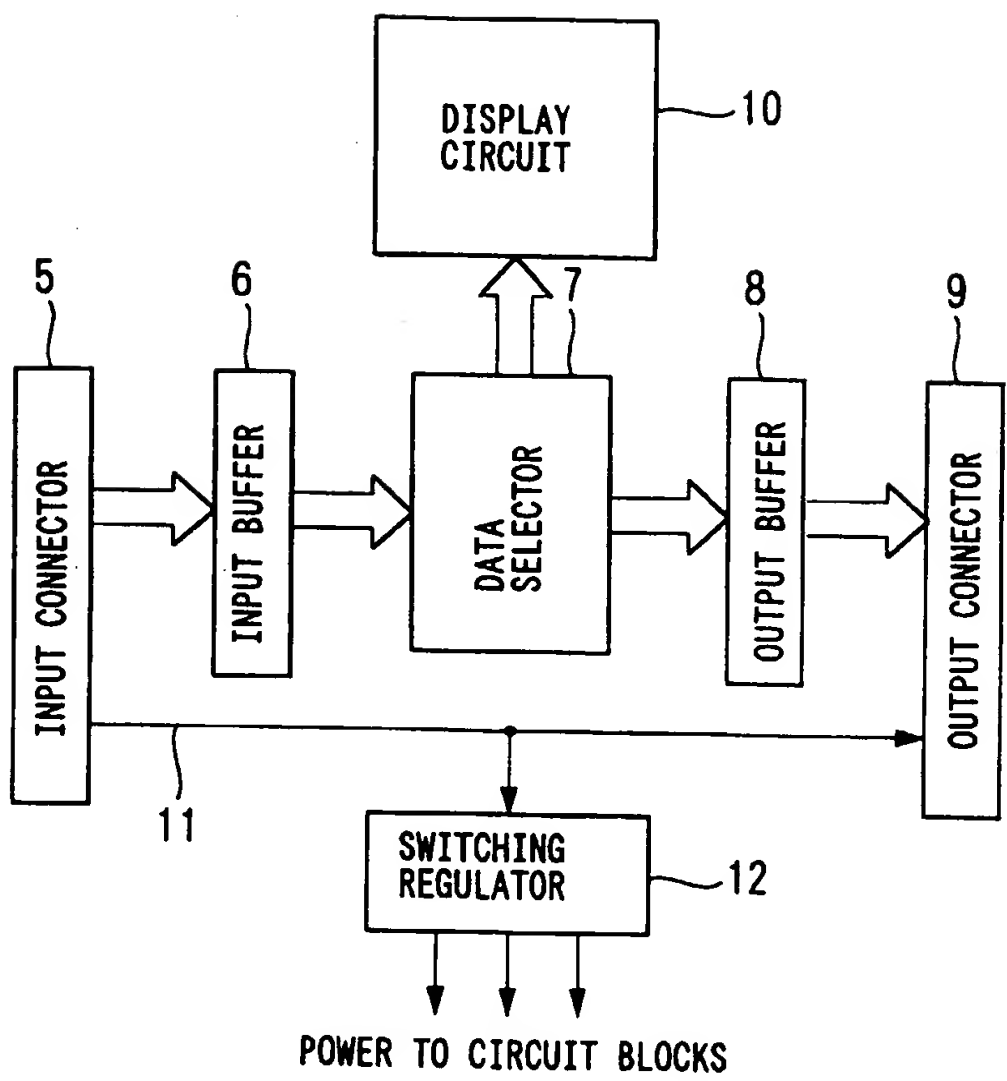 DISPLAY
CIRCUIT
10
5
6
7
8
9
INPUT CONNECTOR
INPUT BUFFER
DATA
SELECTOR
OUTPUT BUFFER
OUTPUT CONNECTOR
11
SWITCHING
REGULATOR
12
POWER TO CIRCUIT BLOCKS